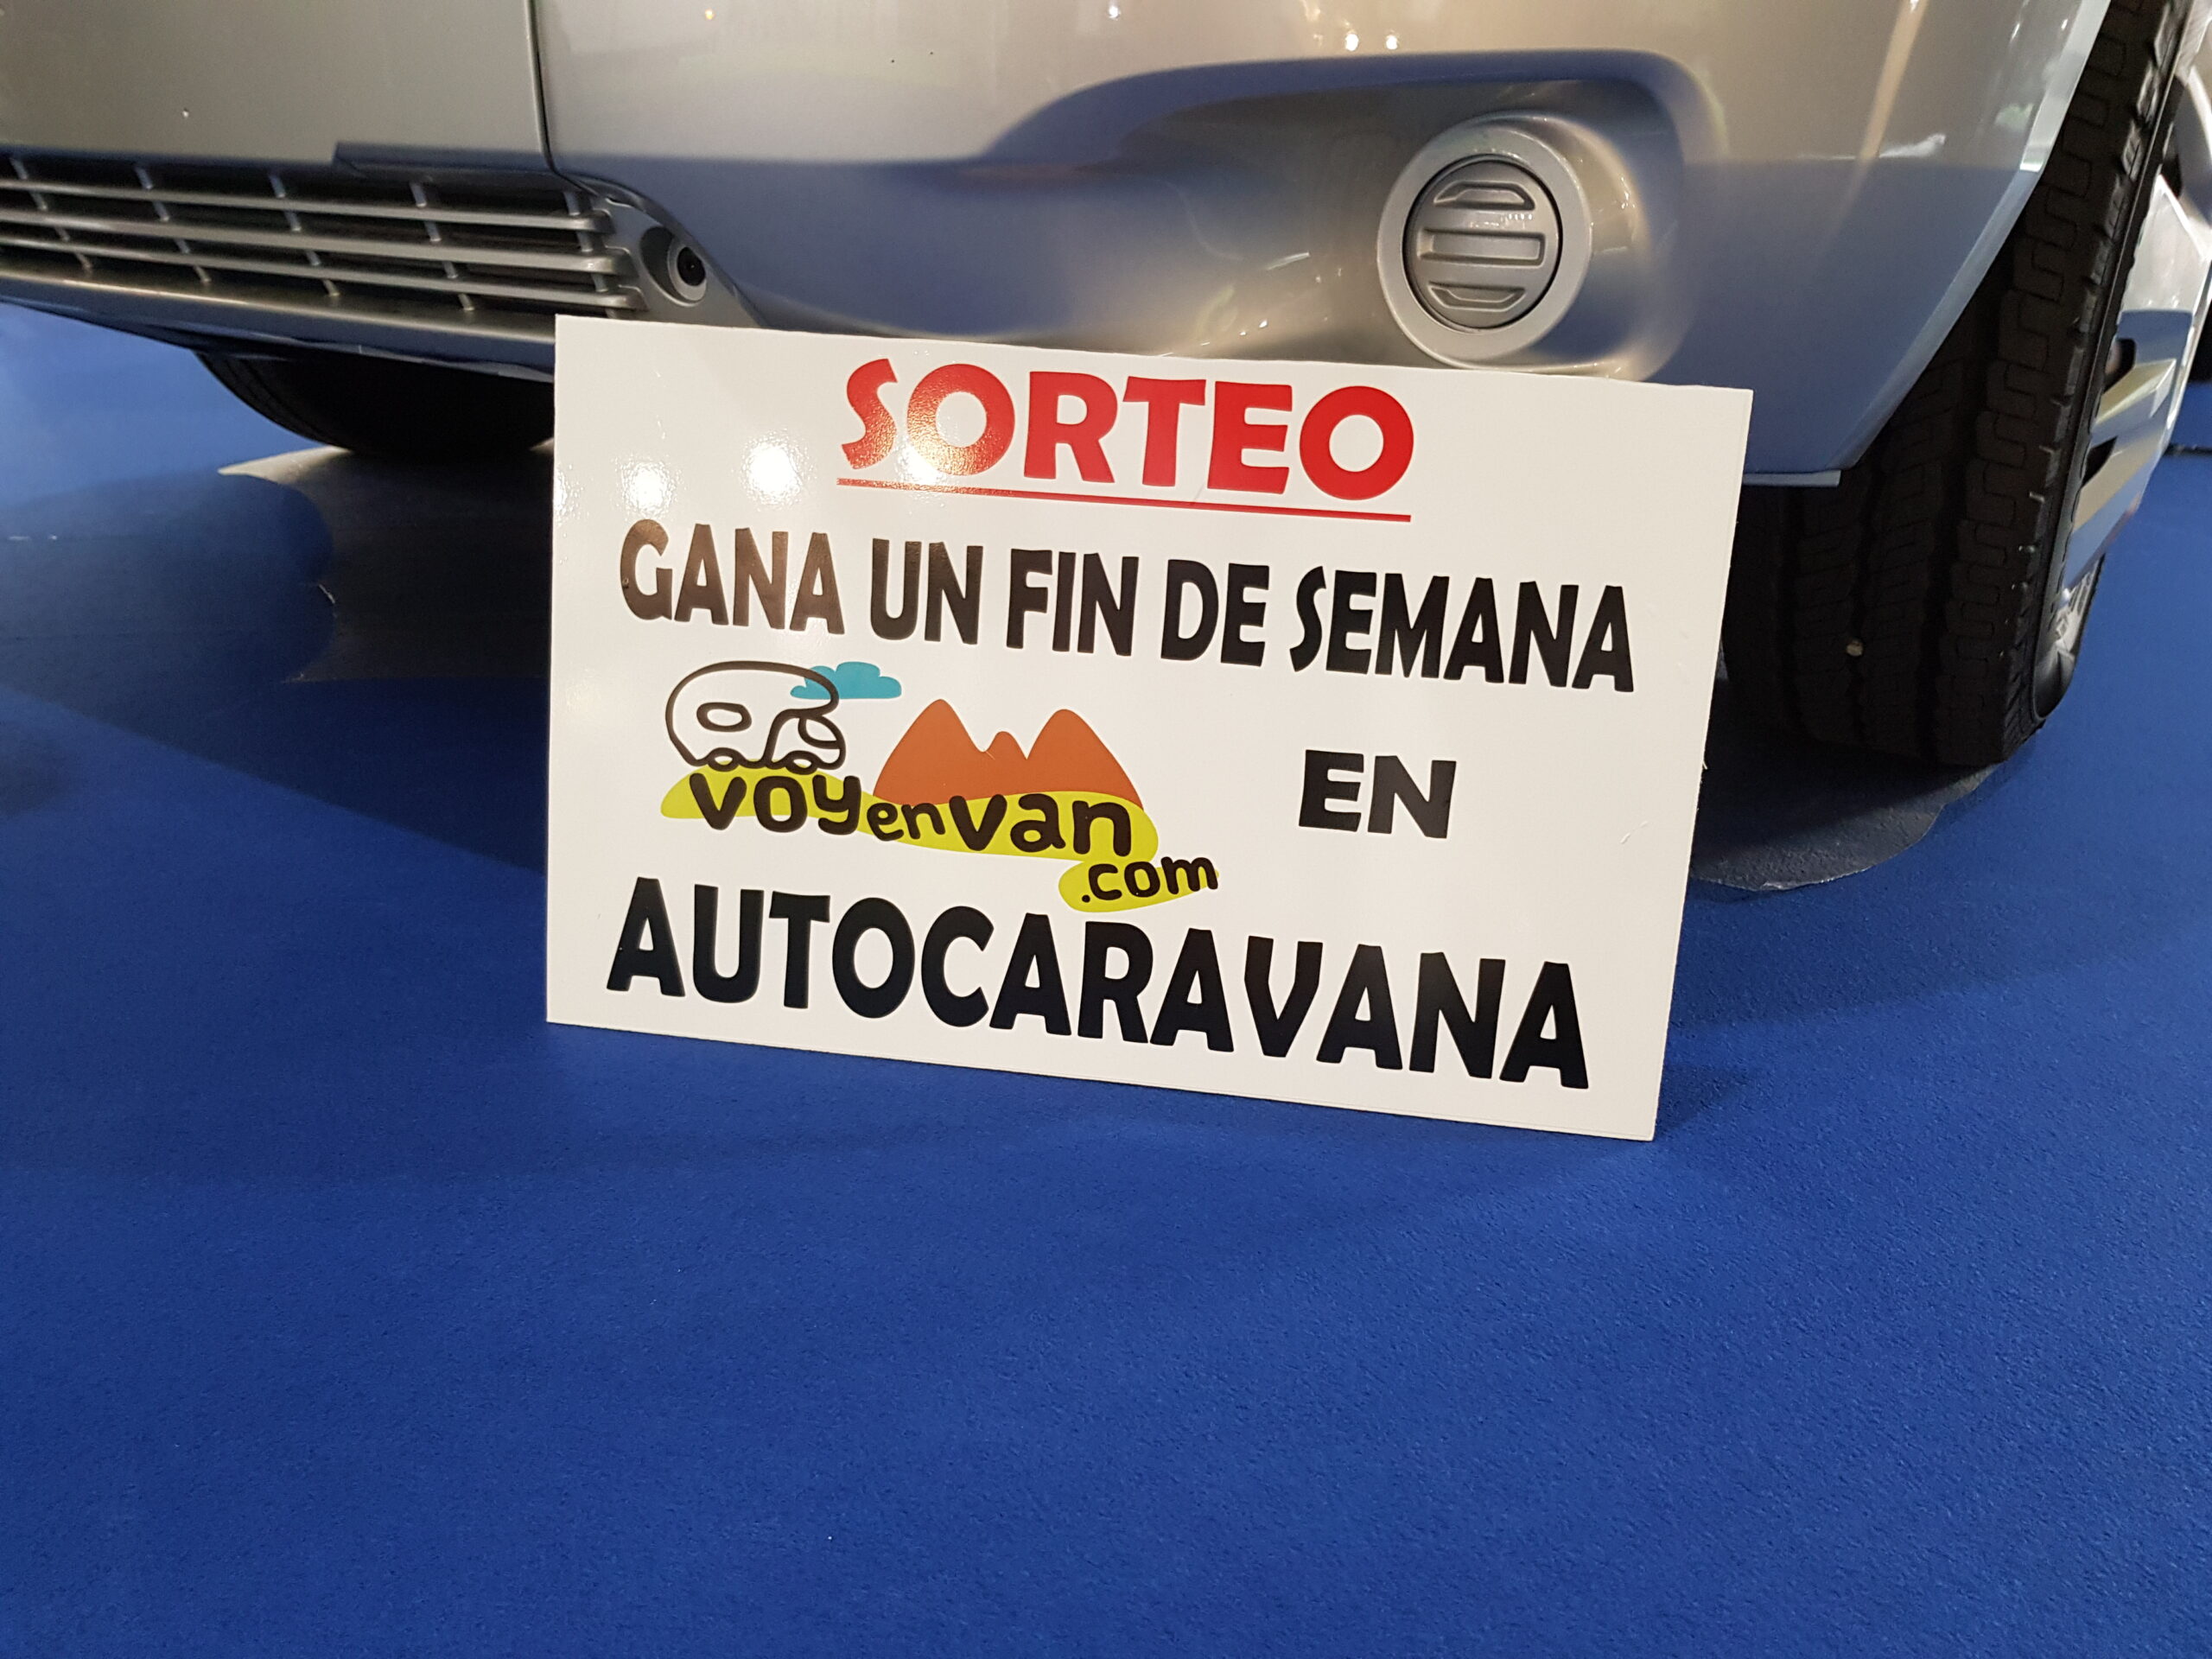 SORTEO
GANA UN FIN DE SEMANA
voyenvan EN
.com
AUTOCARAVANA